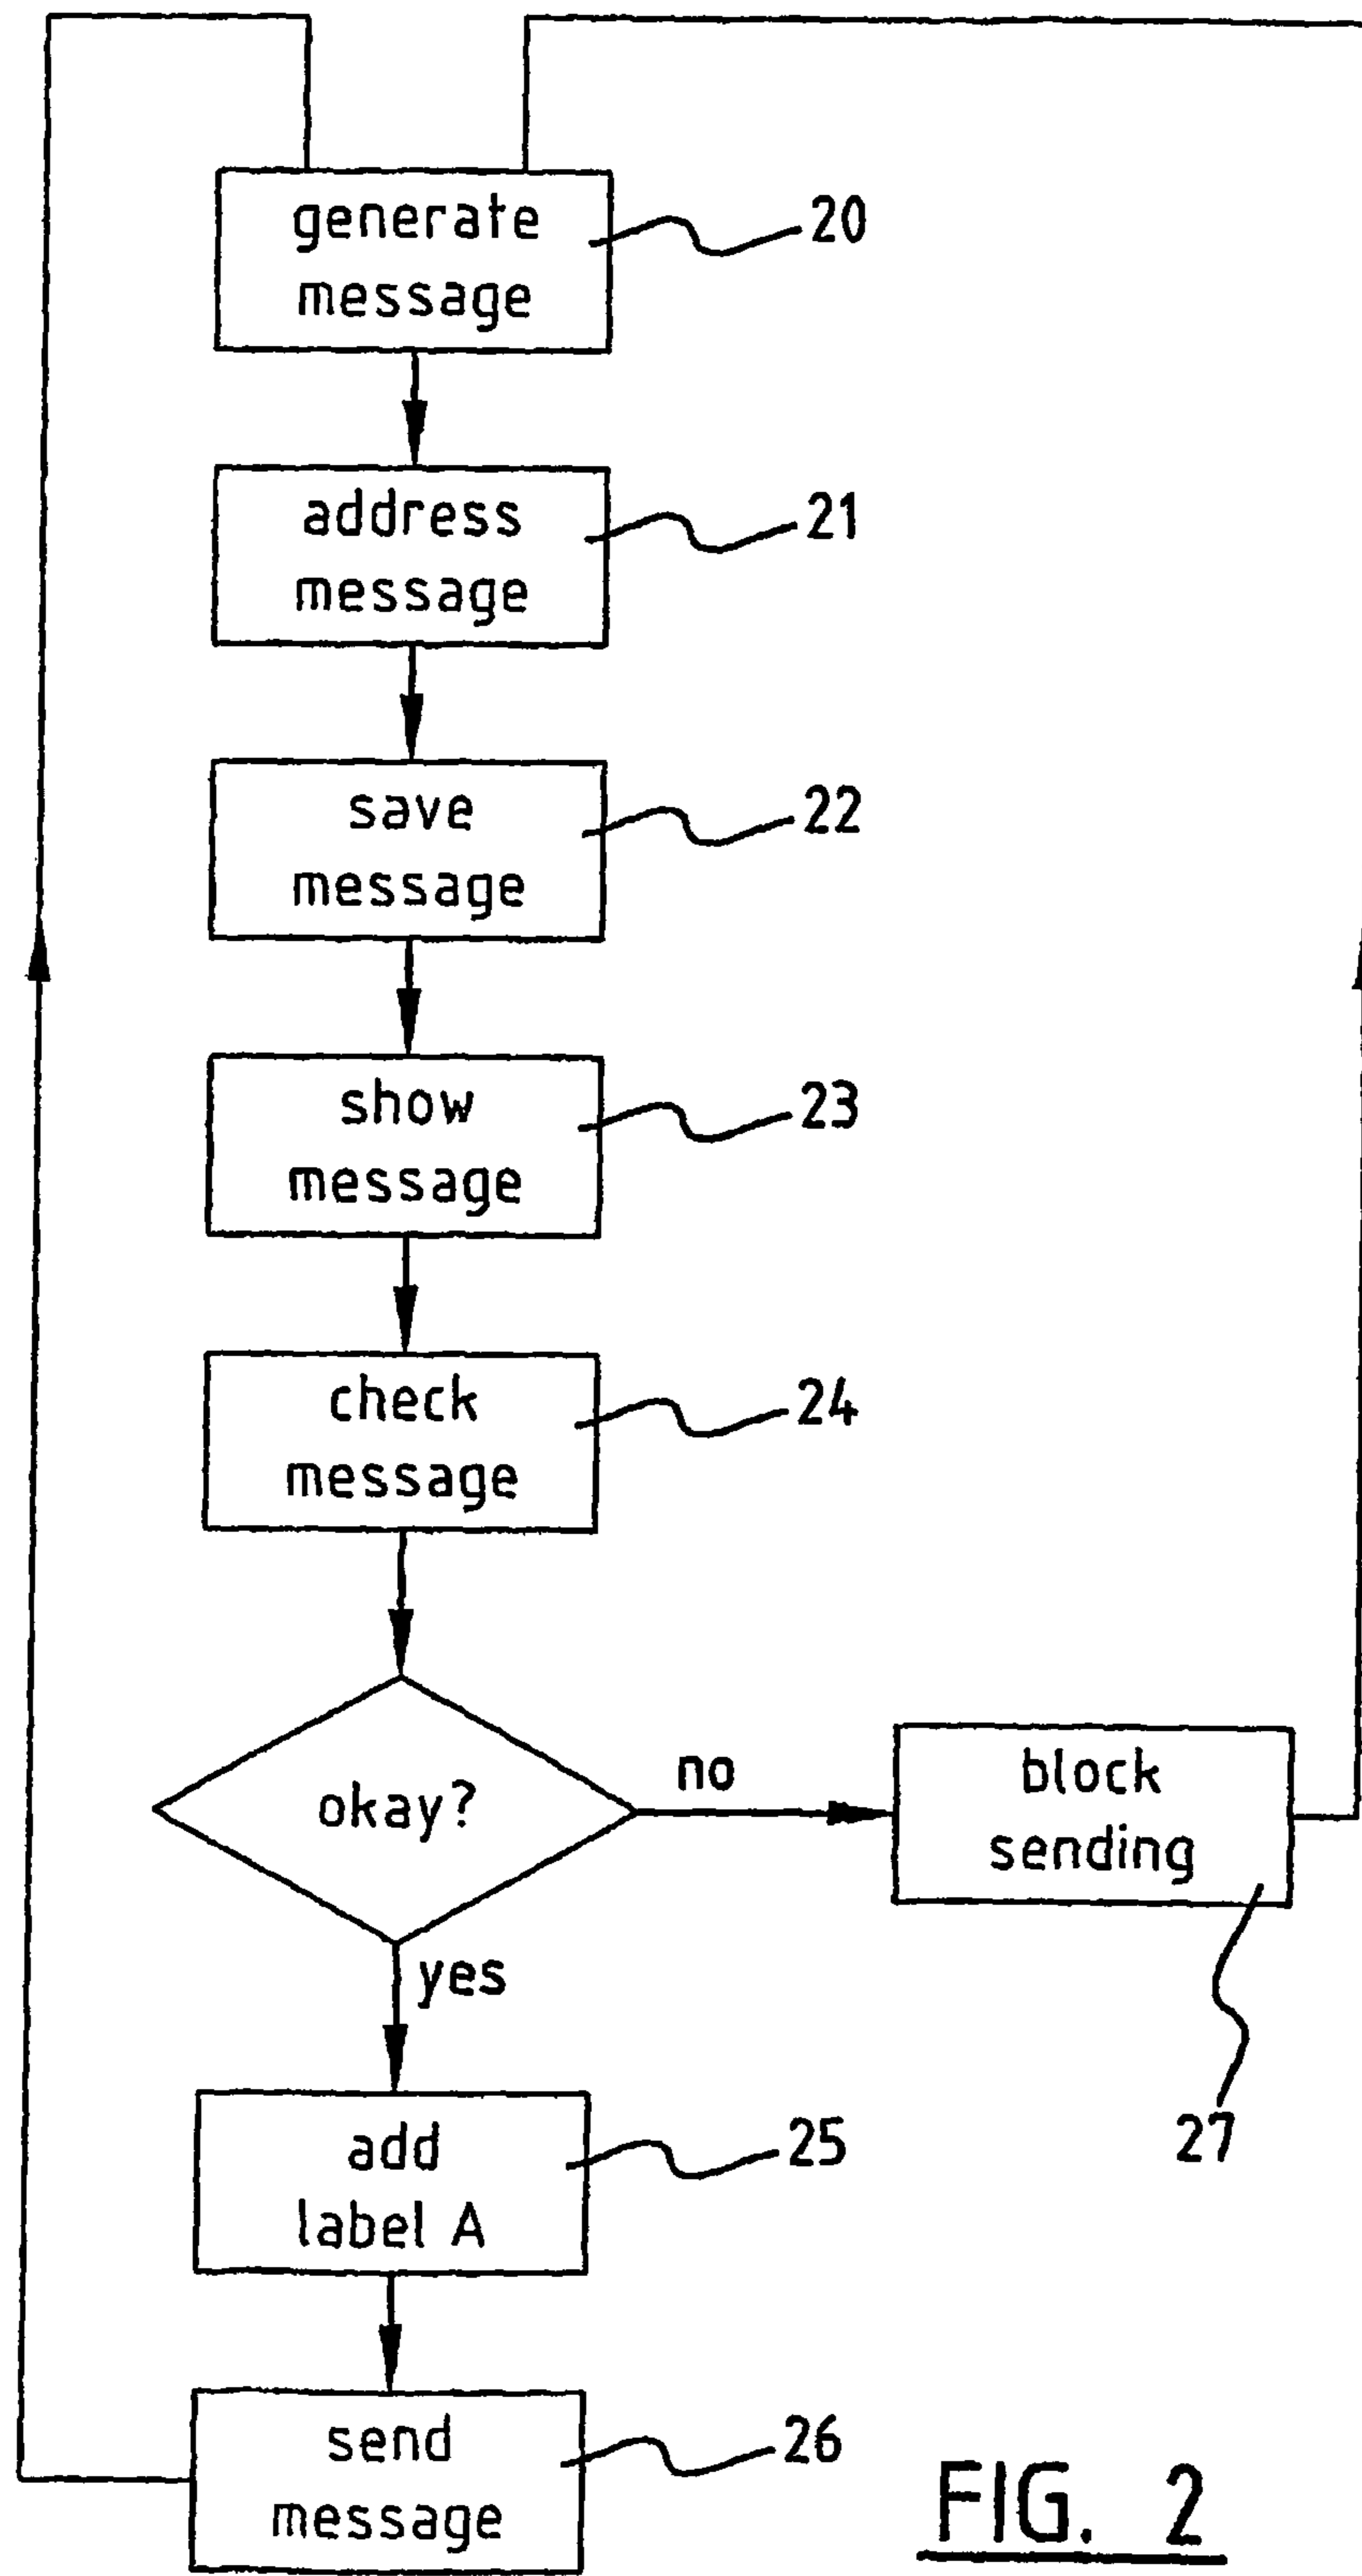 generate
message
20
address
message
21
save
message
22
show
message
23
check
message
24
okay?
no
block
sending
27
yes
add
label A
25
send
message
26
FIG. 2